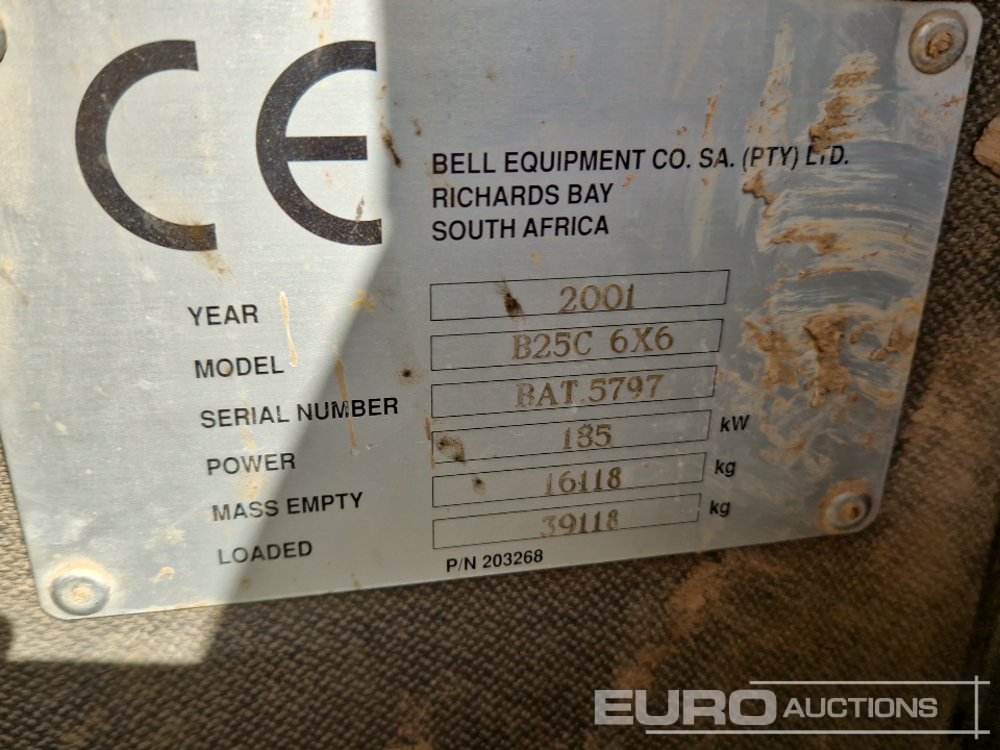 CE
BELL EQUIPMENT CO. SA. (PTY) LTD.
RICHARDS BAY
SOUTH AFRICA
YEAR 2001
MODEL B25C 6X6
SERIAL NUMBER BAT.5797
POWER 185 kW
MASS EMPTY 16118 kg
LOADED 39118 kg
P/N 203268
EURO AUCTIONS